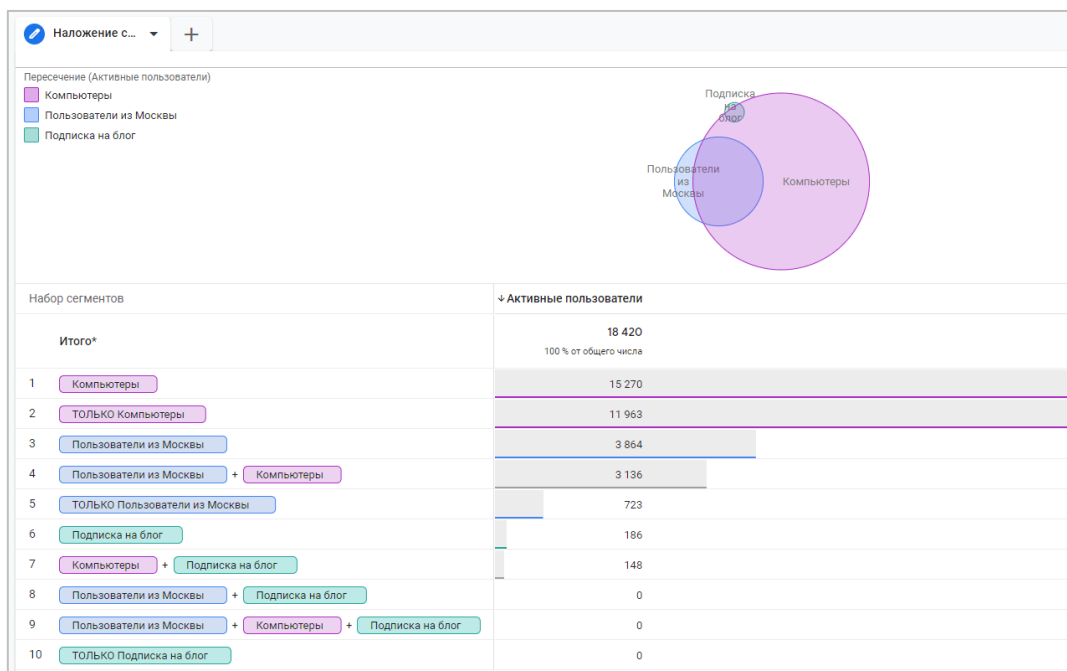 Наложение с...
Пересечение (Активные пользователи)
Компьютеры
Пользователи из Москвы
Подписка на блог
Подписка
на
блог
Пользователи
из
Москвы
Компьютеры
Набор сегментов ↓ Активные пользователи
Итого* 18 420
100 % от общего числа
1 Компьютеры 15 270
2 ТОЛЬКО Компьютеры 11 963
3 Пользователи из Москвы 3 864
4 Пользователи из Москвы + Компьютеры 3 136
5 ТОЛЬКО Пользователи из Москвы 723
6 Подписка на блог 186
7 Компьютеры + Подписка на блог 148
8 Пользователи из Москвы + Подписка на блог 0
9 Пользователи из Москвы + Компьютеры + Подписка на блог 0
10 ТОЛЬКО Подписка на блог 0